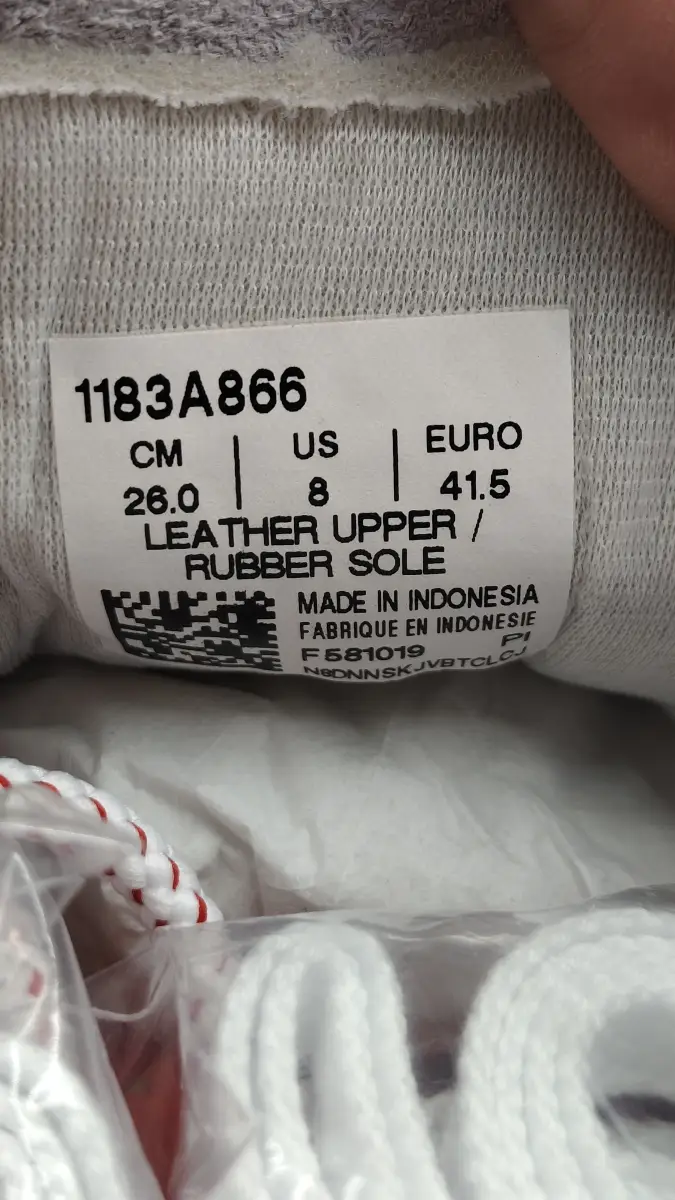 1183A866
CM | US | EURO
26.0 | 8 | 41.5
LEATHER UPPER /
RUBBER SOLE
MADE IN INDONESIA
FABRIQUE EN INDONESIE
F581019 PI